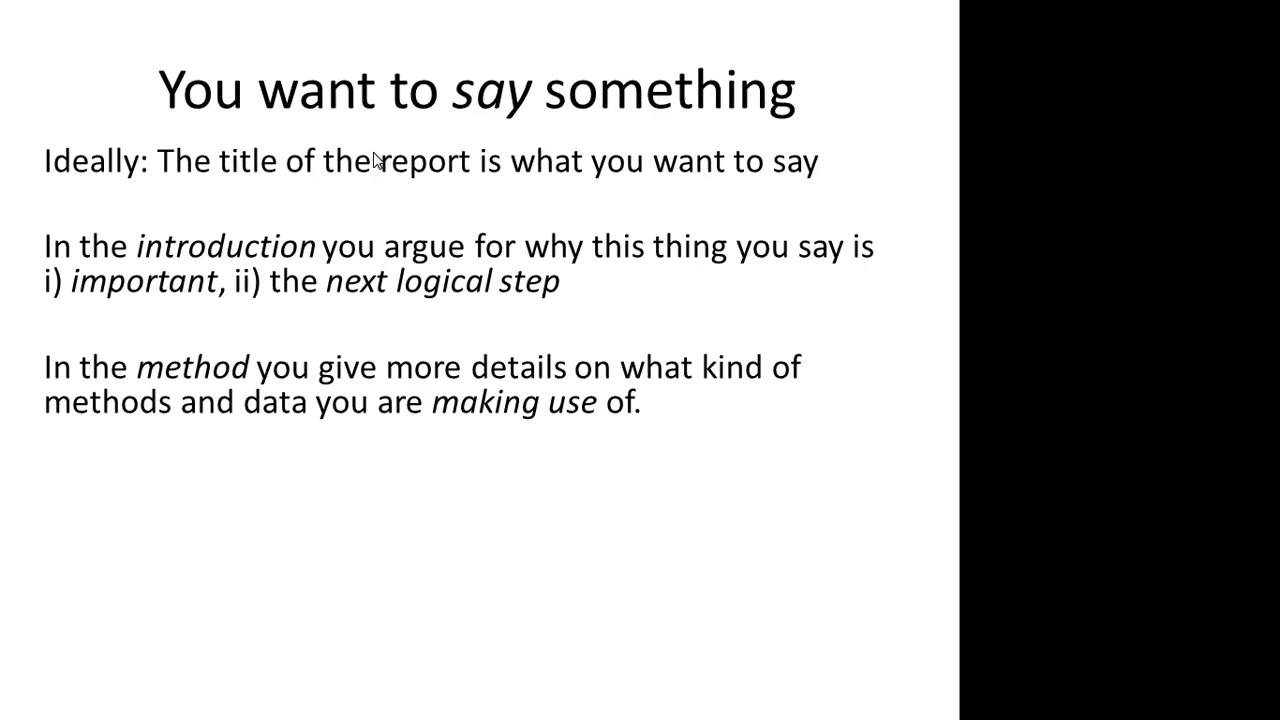 You want to say something
Ideally: The title of the report is what you want to say
In the introduction you argue for why this thing you say is
i) important, ii) the next logical step
In the method you give more details on what kind of
methods and data you are making use of.